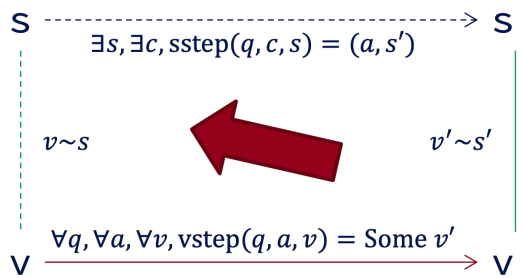 S S
∃s, ∃c, sstep(q, c, s) = (a, s′)
v~s v′~s′
∀q, ∀a, ∀v, vstep(q, a, v) = Some v′
V V